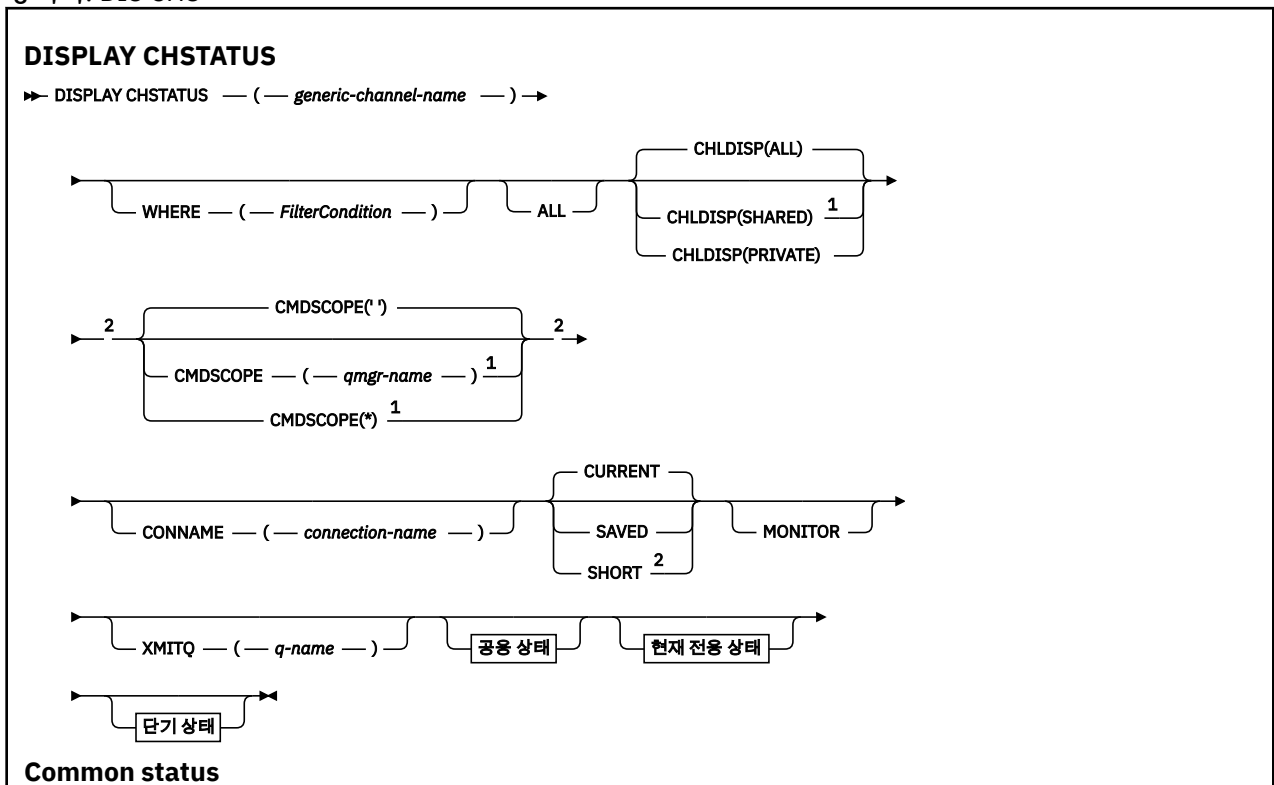 DISPLAY CHSTATUS
DISPLAY CHSTATUS ( generic-channel-name )
CHLDISP(ALL)
WHERE ( FilterCondition ) ALL CHLDISP(SHARED) 1
CHLDISP(PRIVATE)
CMDSCOPE(' ')
2 2
CMDSCOPE ( qmgr-name ) 1
CMDSCOPE(*) 1
CURRENT
CONNAME ( connection-name ) SAVED MONITOR
SHORT 2
XMITQ ( q-name ) 공용 상태 현재 전용 상태
단기 상태
Common status